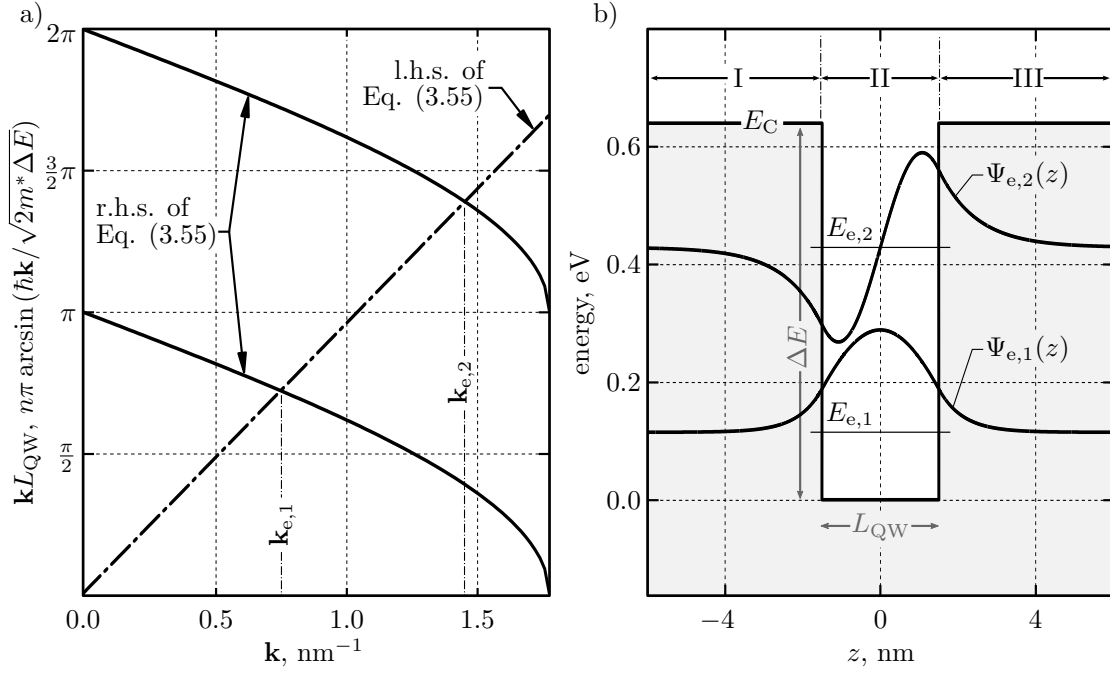 a)
2π
3/2 π
π
π/2
0.0
0.5
1.0
1.5
k, nm⁻¹
kL_QW, nπ arcsin (ħk/√2m*ΔE)
l.h.s. of
Eq. (3.55)
r.h.s. of
Eq. (3.55)
k_e,1
k_e,2
b)
I
II
III
E_C
0.6
0.4
0.2
0.0
energy, eV
ΔE
Ψ_e,2(z)
E_e,2
Ψ_e,1(z)
E_e,1
L_QW
−4
0
4
z, nm